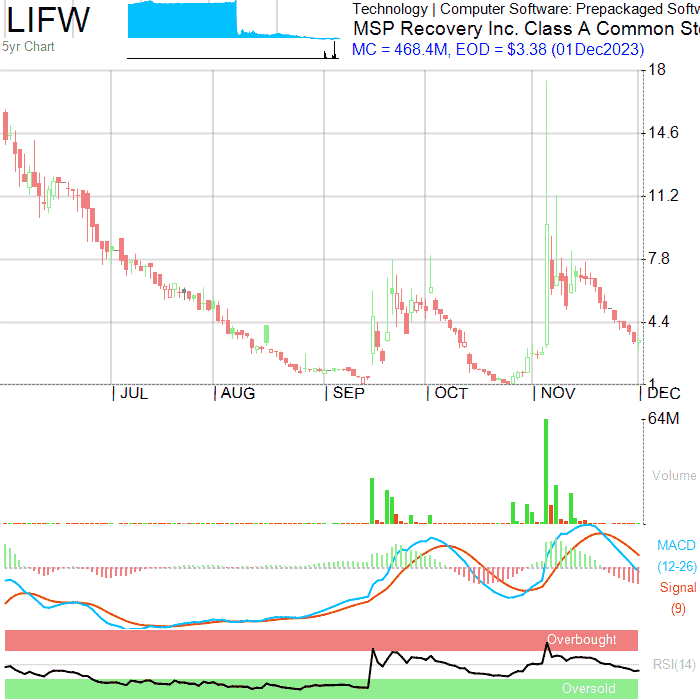 LIFW
5yr Chart
Technology | Computer Software: Prepackaged Softw
MSP Recovery Inc. Class A Common Sto
MC = 468.4M, EOD = $3.38 (01Dec2023)
18
14.6
11.2
7.8
4.4
1
JUL AUG SEP OCT NOV DEC
64M
Volume
MACD
(12-26)
Signal
(9)
Overbought
RSI(14)
Oversold